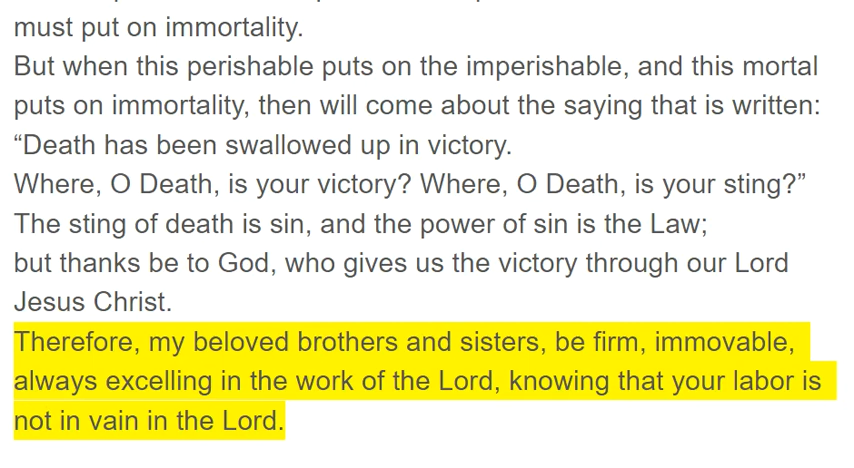 must put on immortality.
But when this perishable puts on the imperishable, and this mortal
puts on immortality, then will come about the saying that is written:
“Death has been swallowed up in victory.
Where, O Death, is your victory? Where, O Death, is your sting?”
The sting of death is sin, and the power of sin is the Law;
but thanks be to God, who gives us the victory through our Lord
Jesus Christ.
Therefore, my beloved brothers and sisters, be firm, immovable,
always excelling in the work of the Lord, knowing that your labor is
not in vain in the Lord.